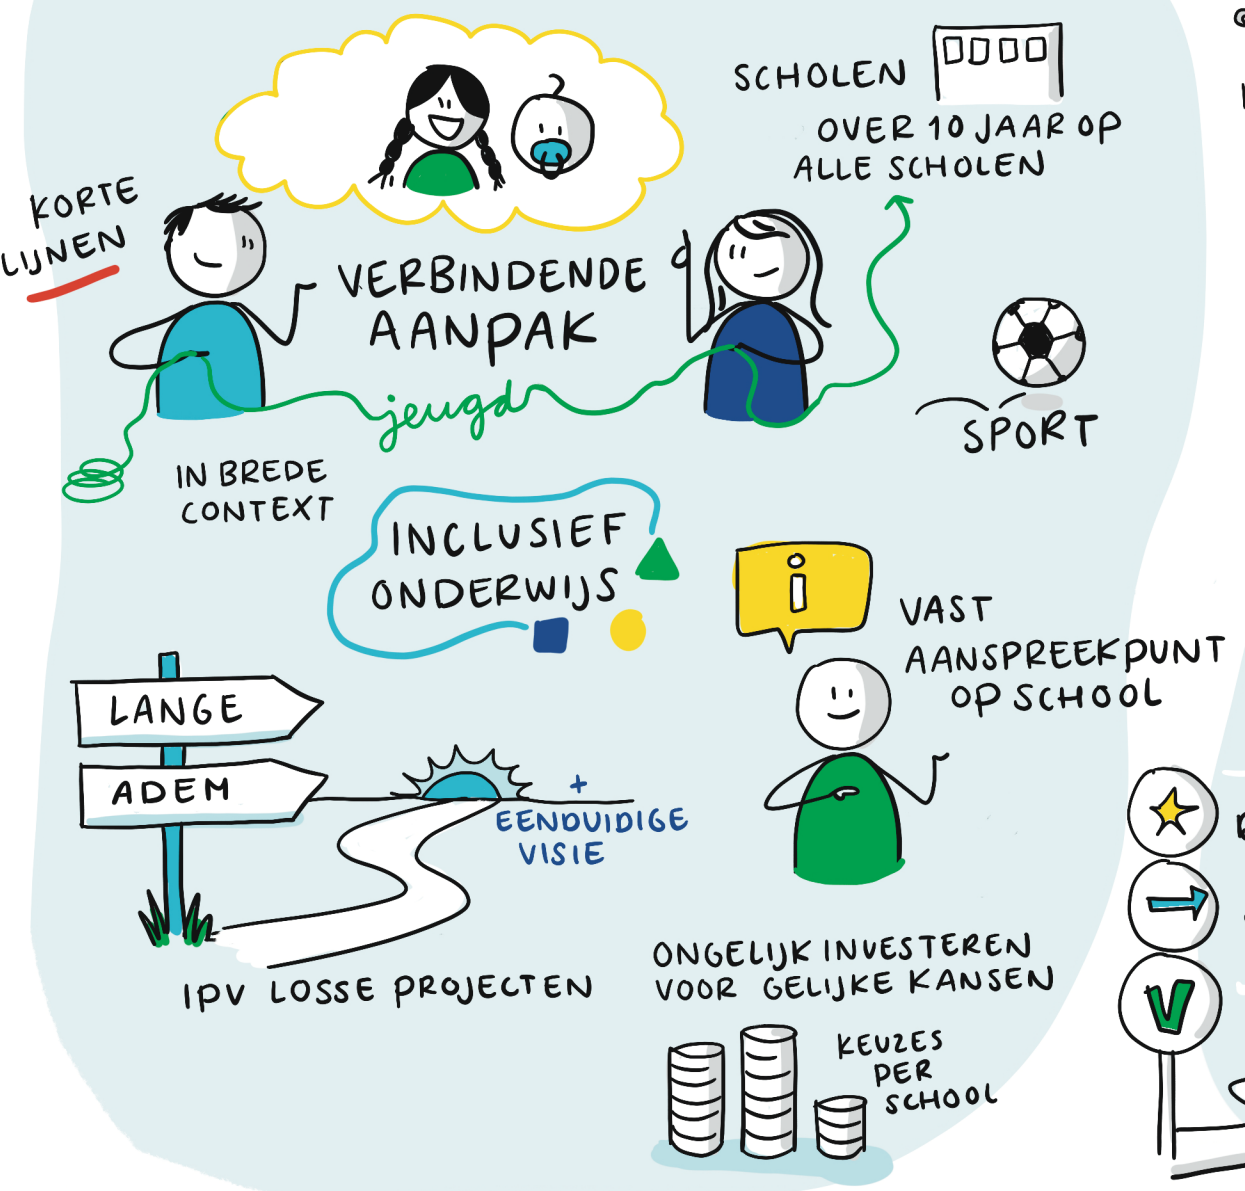 SCHOLEN
OVER 10 JAAR OP
ALLE SCHOLEN
KORTE
LIJNEN
VERBINDENDE
AANPAK
jeugd
SPORT
IN BREDE
CONTEXT
INCLUSIEF
ONDERWIJS
i
VAST
AANSPREEKPUNT
OP SCHOOL
LANGE
ADEM
+
EENDUIDIGE
VISIE
IPV LOSSE PROJECTEN
ONGELIJK INVESTEREN
VOOR GELIJKE KANSEN
KEUZES
PER
SCHOOL